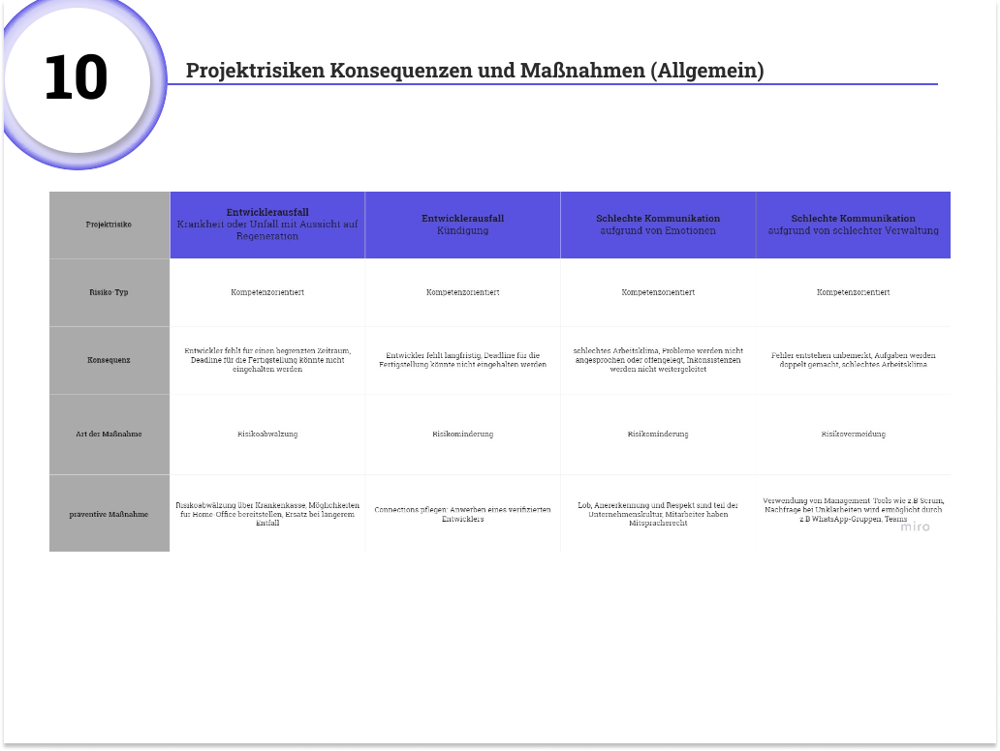 10
Projektrisiken Konsequenzen und Maßnahmen (Allgemein)
Projektrisiko
Entwicklerausfall
Krankheit oder Unfall mit Aussicht auf
Regeneration
Entwicklerausfall
Kündigung
Schlechte Kommunikation
aufgrund von Emotionen
Schlechte Kommunikation
aufgrund von schlechter Verwaltung
Risiko-Typ
Kompetenzorientiert
Kompetenzorientiert
Kompetenzorientiert
Kompetenzorientiert
Konsequenz
Entwickler fehlt für einen begrenzten Zeitraum,
Deadline für die Fertigstellung könnte nicht
eingehalten werden
Entwickler fehlt langfristig, Deadline für die
Fertigstellung könnte nicht eingehalten werden
schlechtes Arbeitsklima, Probleme werden nicht
angesprochen oder offengelegt, Inkonsistenzen
werden nicht weitergeleitet
Fehler entstehen unbemerkt, Aufgaben werden
doppelt gemacht, schlechtes Arbeitsklima
Art der Maßnahme
Risikoabwälzung
Risikominderung
Risikominderung
Risikovermeidung
präventive Maßnahme
Risikoabwälzung über Krankenkasse, Möglichkeiten
für Home-Office bereitstellen, Ersatz bei längerem
Entfall
Connections pflegen: Anwerben eines verifizierten
Entwicklers
Lob, Anererkennung und Respekt sind teil der
Unternehmenskultur, Mitarbeiter haben
Mitspracherecht
Verwendung von Management-Tools wie z.B Scrum,
Nachfrage bei Unklarheiten wird ermöglicht durch
z.B WhatsApp-Gruppen, Teams
miro